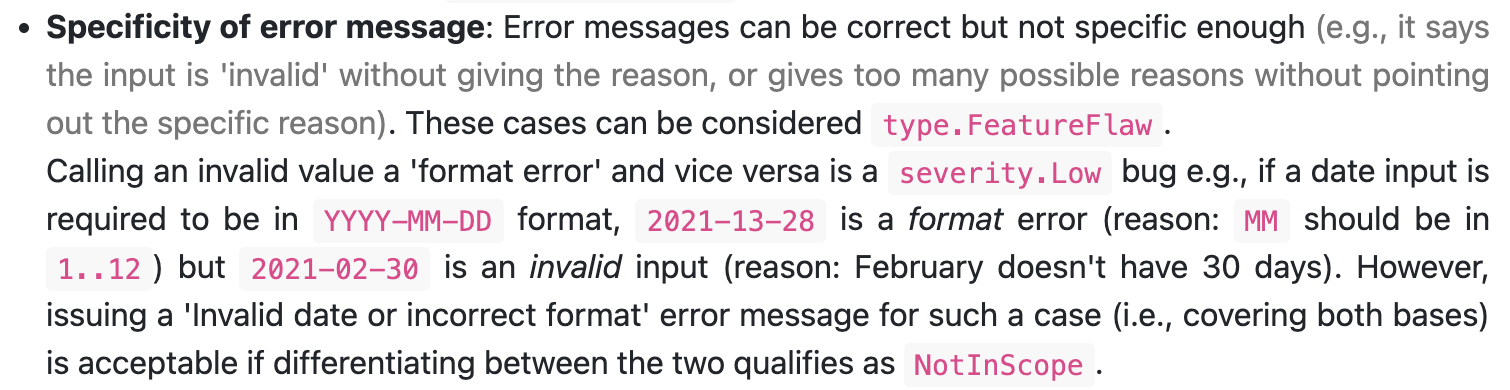 • Specificity of error message: Error messages can be correct but not specific enough (e.g., it says
the input is 'invalid' without giving the reason, or gives too many possible reasons without pointing
out the specific reason). These cases can be considered type.FeatureFlaw.
Calling an invalid value a 'format error' and vice versa is a severity.Low bug e.g., if a date input is
required to be in YYYY-MM-DD format, 2021-13-28 is a format error (reason: MM should be in
1..12) but 2021-02-30 is an invalid input (reason: February doesn't have 30 days). However,
issuing a 'Invalid date or incorrect format' error message for such a case (i.e., covering both bases)
is acceptable if differentiating between the two qualifies as NotInScope.